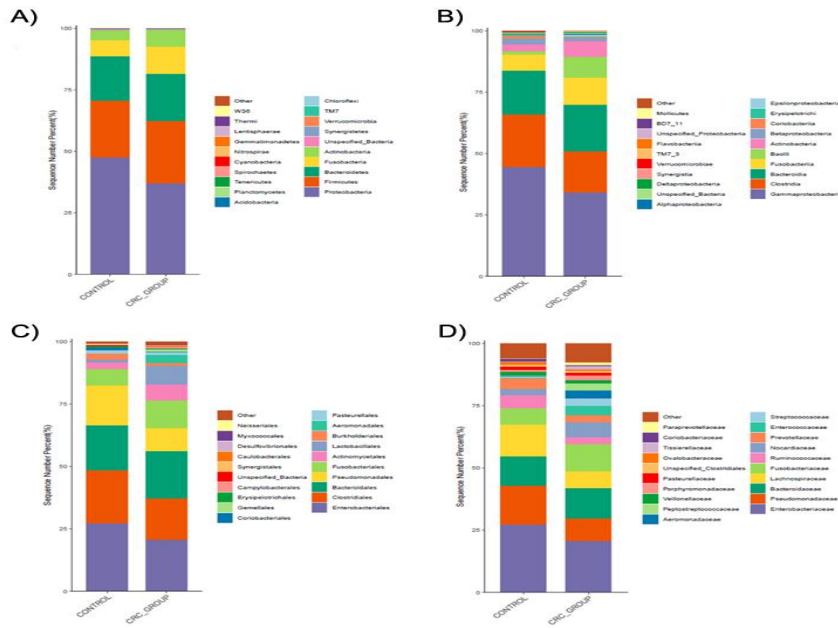 A)
100
75
50
25
0
Sequence Number Percent(%)
CONTROL
CRC_GROUP
Other
WS6
Thermi
Lentisphaerae
Gemmatimonadetes
Nitrospirae
Cyanobacteria
Spirochaetes
Tenericutes
Planctomycetes
Acidobacteria
Chloroflexi
TM7
Verrucomicrobia
Synergistetes
Unspecified_Bacteria
Actinobacteria
Fusobacteria
Bacteroidetes
Firmicutes
Proteobacteria
B)
100
75
50
25
0
Sequence Number Percent(%)
CONTROL
CRC_GROUP
Other
Mollicutes
BD7_11
Unspecified_Proteobacteria
Flavobacteriia
TM7_3
Verrucomicrobiae
Synergistia
Deltaproteobacteria
Unspecified_Bacteria
Alphaproteobacteria
Epsilonproteobacteria
Erysipelotrichi
Coriobacteriia
Betaproteobacteria
Actinobacteria
Bacilli
Fusobacteriia
Bacteroidia
Clostridia
Gammaproteobacteria
C)
100
75
50
25
0
Sequence Number Percent(%)
CONTROL
CRC_GROUP
Other
Neisseriales
Myxococcales
Desulfovibrionales
Caulobacterales
Synergistales
Unspecified_Bacteria
Campylobacterales
Erysipelotrichales
Gemellales
Coriobacteriales
Pasteurellales
Aeromonadales
Burkholderiales
Lactobacillales
Actinomycetales
Fusobacteriales
Pseudomonadales
Bacteroidales
Clostridiales
Enterobacteriales
D)
100
75
50
25
0
Sequence Number Percent(%)
CONTROL
CRC_GROUP
Other
Paraprevotellaceae
Coriobacteriaceae
Tissierellaceae
Oxalobacteraceae
Unspecified_Clostridiales
Pasteurellaceae
Porphyromonadaceae
Veillonellaceae
Peptostreptococcaceae
Aeromonadaceae
Streptococcaceae
Enterococcaceae
Prevotellaceae
Nocardiaceae
Ruminococcaceae
Fusobacteriaceae
Lachnospiraceae
Bacteroidaceae
Pseudomonadaceae
Enterobacteriaceae